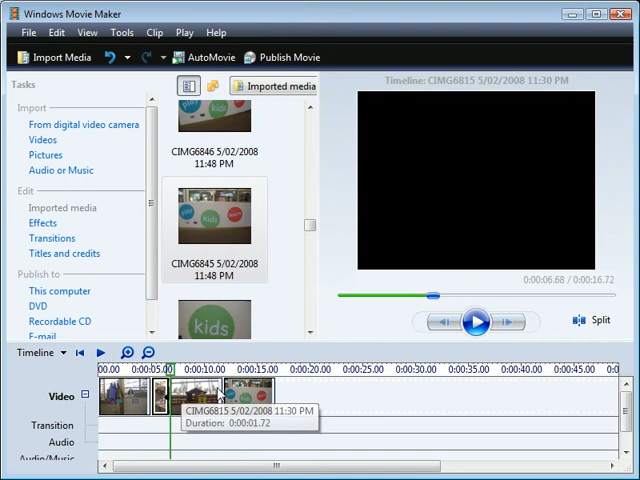 Windows Movie Maker
File Edit View Tools Clip Play Help
Import Media AutoMovie Publish Movie
Tasks
Imported media
Timeline: CIMG6815 5/02/2008 11:30 PM
Import
From digital video camera
Videos
Pictures
Audio or Music
Edit
Imported media
Effects
Transitions
Titles and credits
Publish to
This computer
DVD
Recordable CD
E-mail
play
kids
CIMG6846 5/02/2008
11:48 PM
play
kids
CIMG6845 5/02/2008
11:48 PM
kids
0:00:06.68 / 0:00:16.72
Split
Timeline
00.00 0:00:05.00 0:00:10.00 0:00:15.00 0:00:20.00 0:00:25.00 0:00:30.00 0:00:35.00 0:00:40.00 0:00:45.00 0:0
Video
CIMG6815 5/02/2008 11:30 PM
Duration: 0:00:01.72
Transition
Audio
Audio/Music